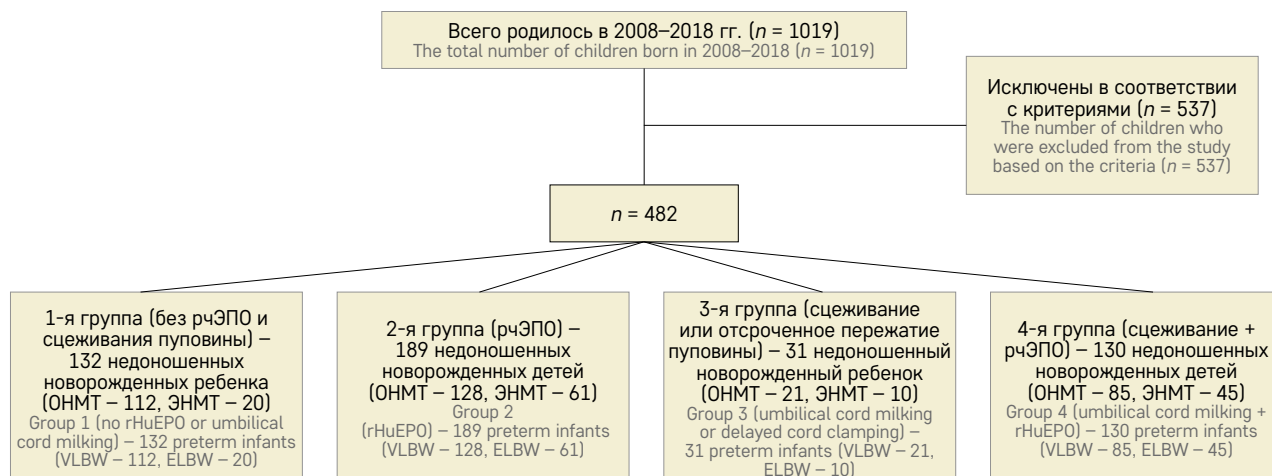 Всего родилось в 2008–2018 гг. (n = 1019)
The total number of children born in 2008–2018 (n = 1019)
Исключены в соответствии
с критериями (n = 537)
The number of children who
were excluded from the study
based on the criteria (n = 537)
n = 482
1-я группа (без рчЭПО и
сцеживания пуповины) –
132 недоношенных
новорожденных ребенка
(ОНМТ – 112, ЭНМТ – 20)
Group 1 (no rHuEPO or umbilical
cord milking) – 132 preterm infants
(VLBW – 112, ELBW – 20)
2-я группа (рчЭПО) –
189 недоношенных
новорожденных детей
(ОНМТ – 128, ЭНМТ – 61)
Group 2
(rHuEPO) – 189 preterm infants
(VLBW – 128, ELBW – 61)
3-я группа (сцеживание
или отсроченное пережатие
пуповины) – 31 недоношенный
новорожденный ребенок
(ОНМТ – 21, ЭНМТ – 10)
Group 3 (umbilical cord milking
or delayed cord clamping) –
31 preterm infants (VLBW – 21,
ELBW – 10)
4-я группа (сцеживание +
рчЭПО) – 130 недоношенных
новорожденных детей
(ОНМТ – 85, ЭНМТ – 45)
Group 4 (umbilical cord milking +
rHuEPO) – 130 preterm infants
(VLBW – 85, ELBW – 45)